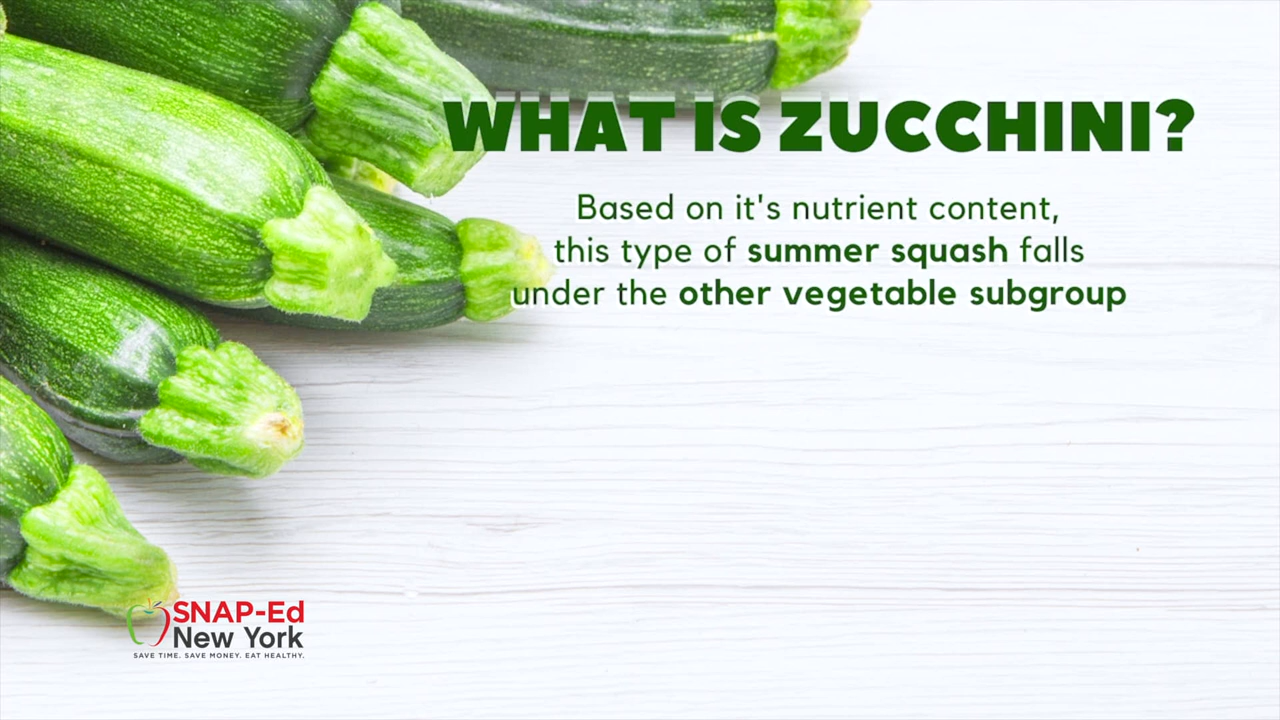 WHAT IS ZUCCHINI?
Based on it's nutrient content,
this type of summer squash falls
under the other vegetable subgroup
SNAP-Ed
New York
SAVE TIME. SAVE MONEY. EAT HEALTHY.